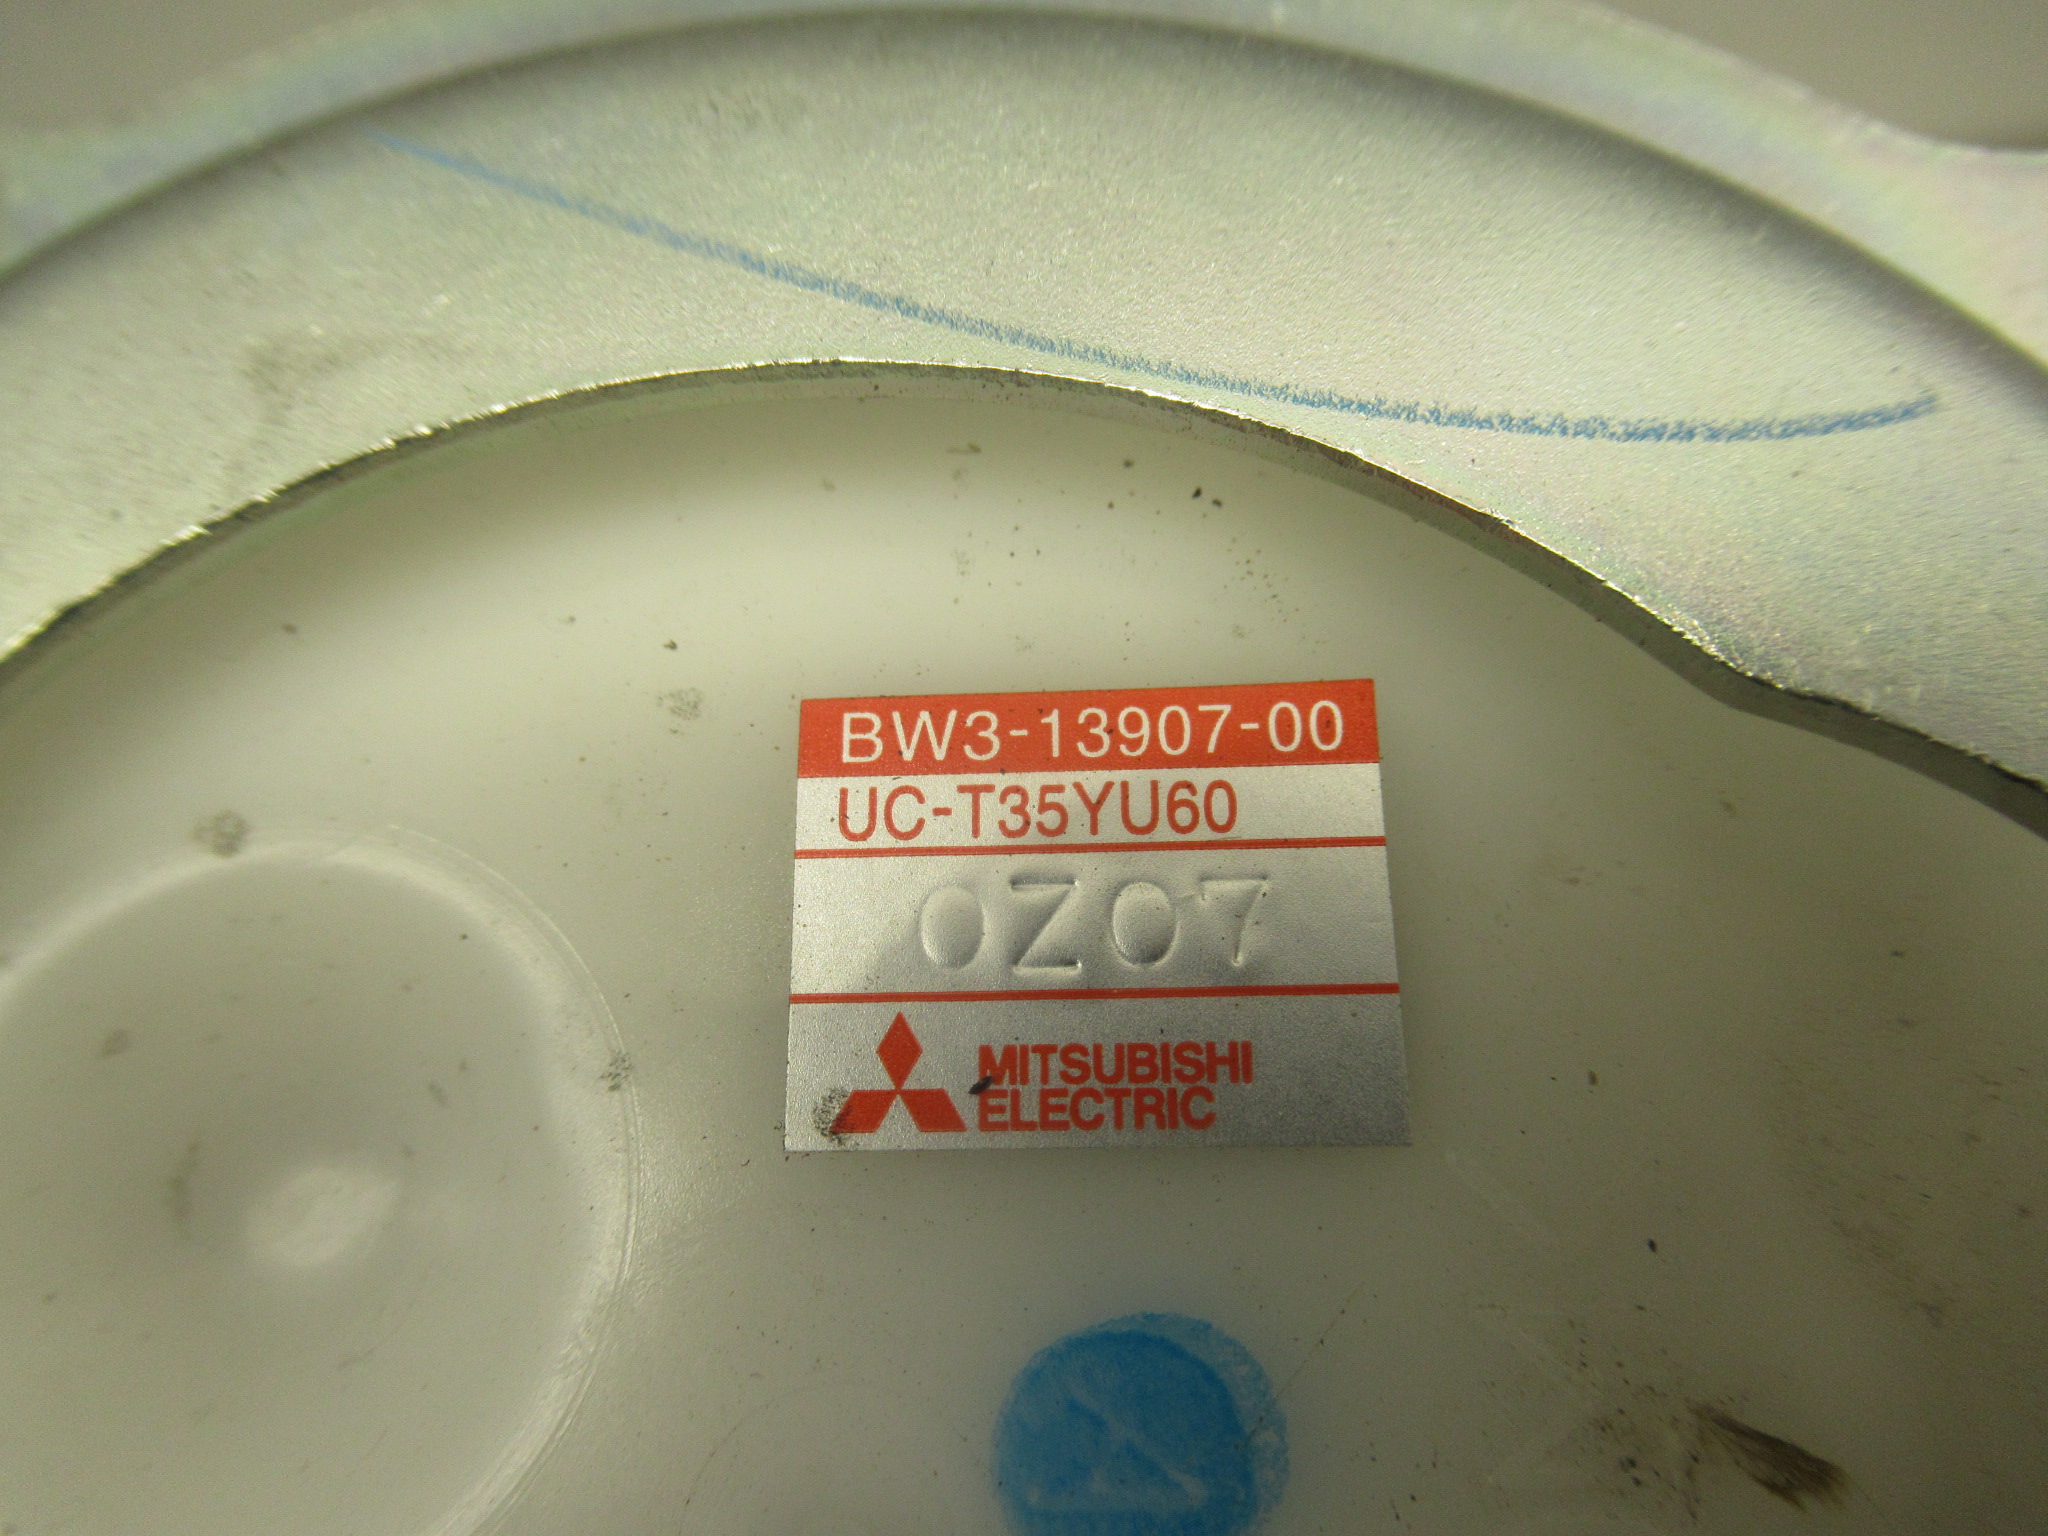 BW3-13907-00
UC-T35YU60
0Z07
MITSUBISHI
ELECTRIC